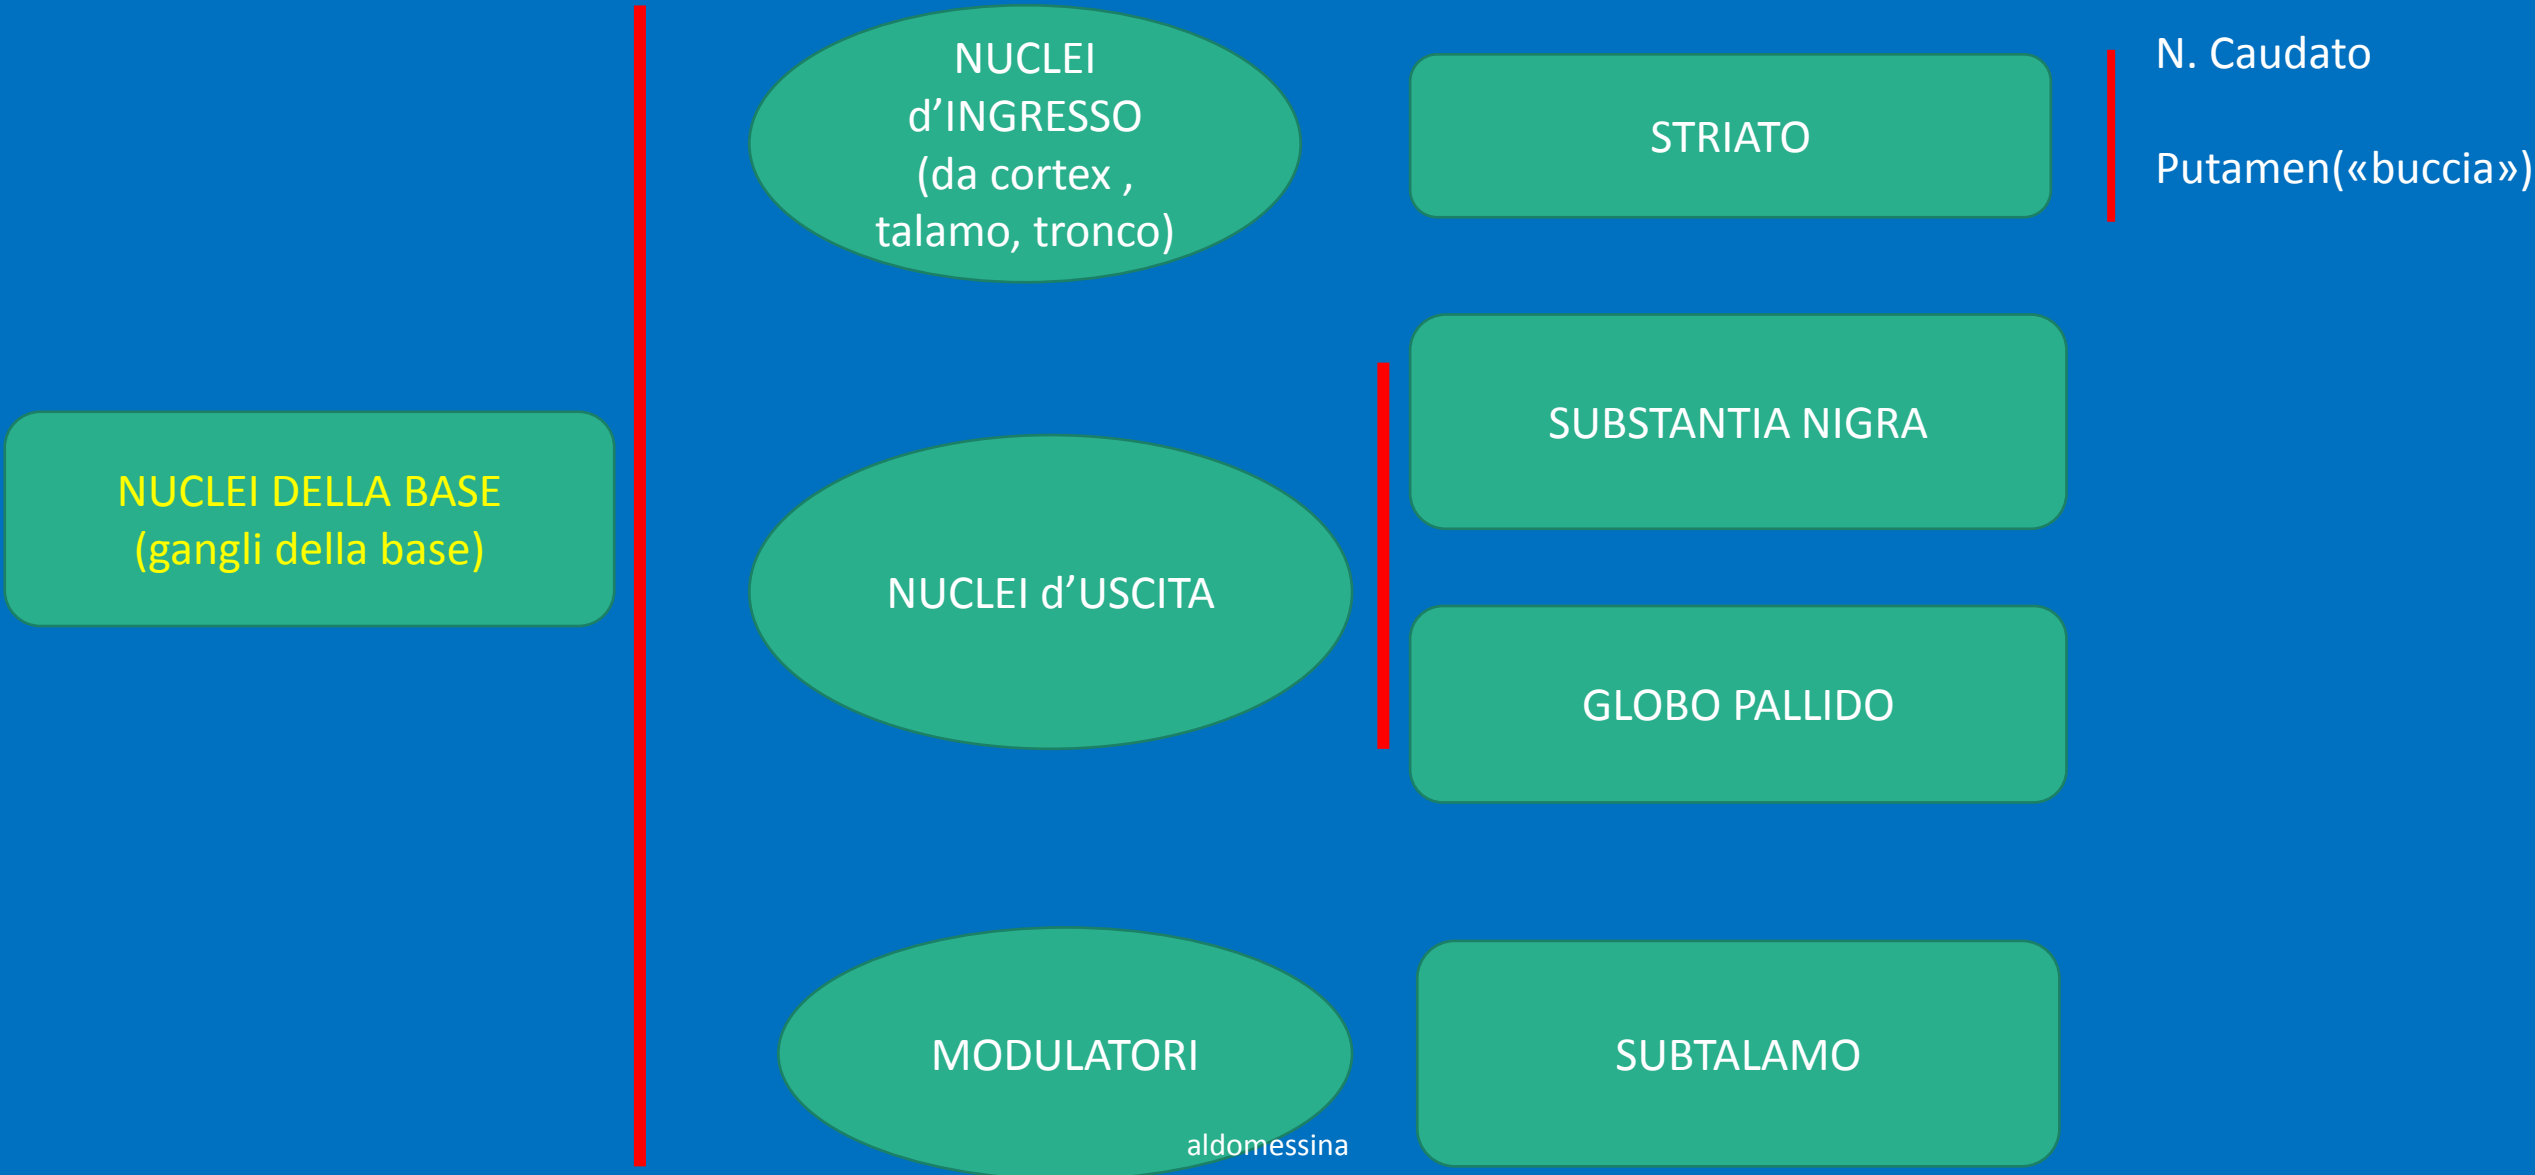 NUCLEI DELLA BASE
(gangli della base)
NUCLEI
d’INGRESSO
(da cortex ,
talamo, tronco)
STRIATO
N. Caudato
Putamen(«buccia»)
NUCLEI d’USCITA
SUBSTANTIA NIGRA
GLOBO PALLIDO
MODULATORI
SUBTALAMO
aldomessina